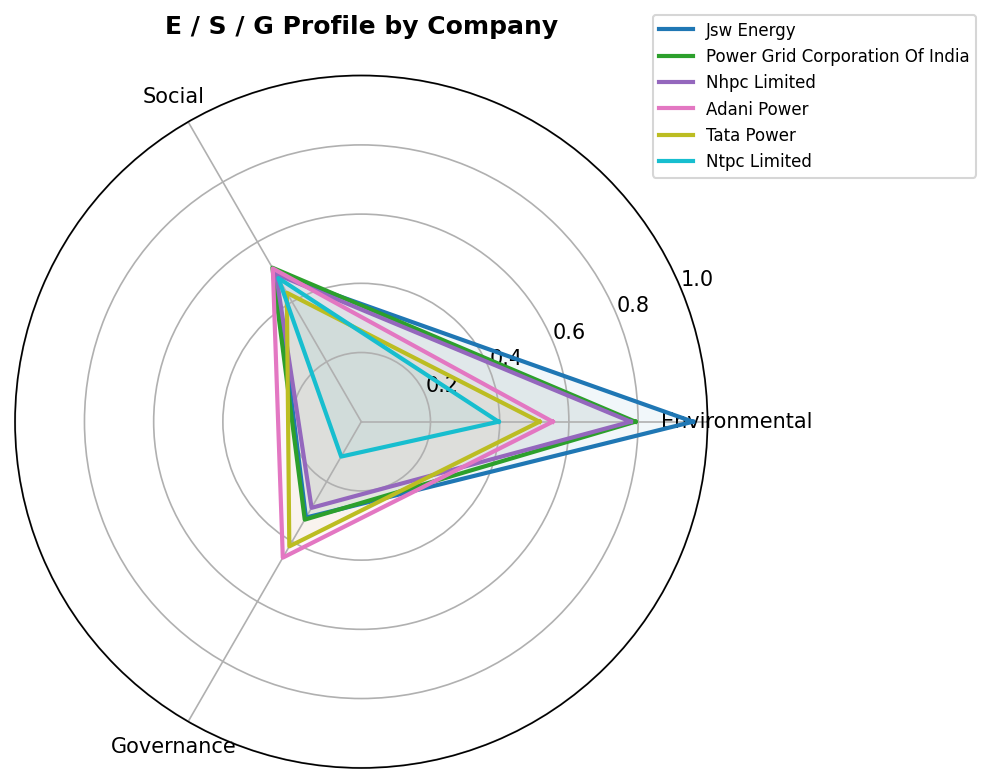 E / S / G Profile by Company
Jsw Energy
Power Grid Corporation Of India
Nhpc Limited
Adani Power
Tata Power
Ntpc Limited
Social
1.0
0.8
0.6
0.4
0.2
Environmental
Governance